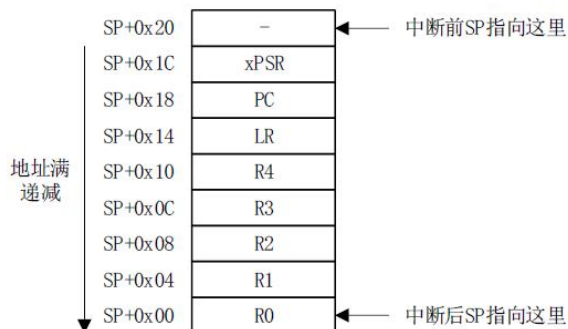 SP+0x20 - 中断前SP指向这里
SP+0x1C xPSR
SP+0x18 PC
SP+0x14 LR
SP+0x10 R4
SP+0x0C R3
SP+0x08 R2
SP+0x04 R1
SP+0x00 R0 中断后SP指向这里
地址满
递减